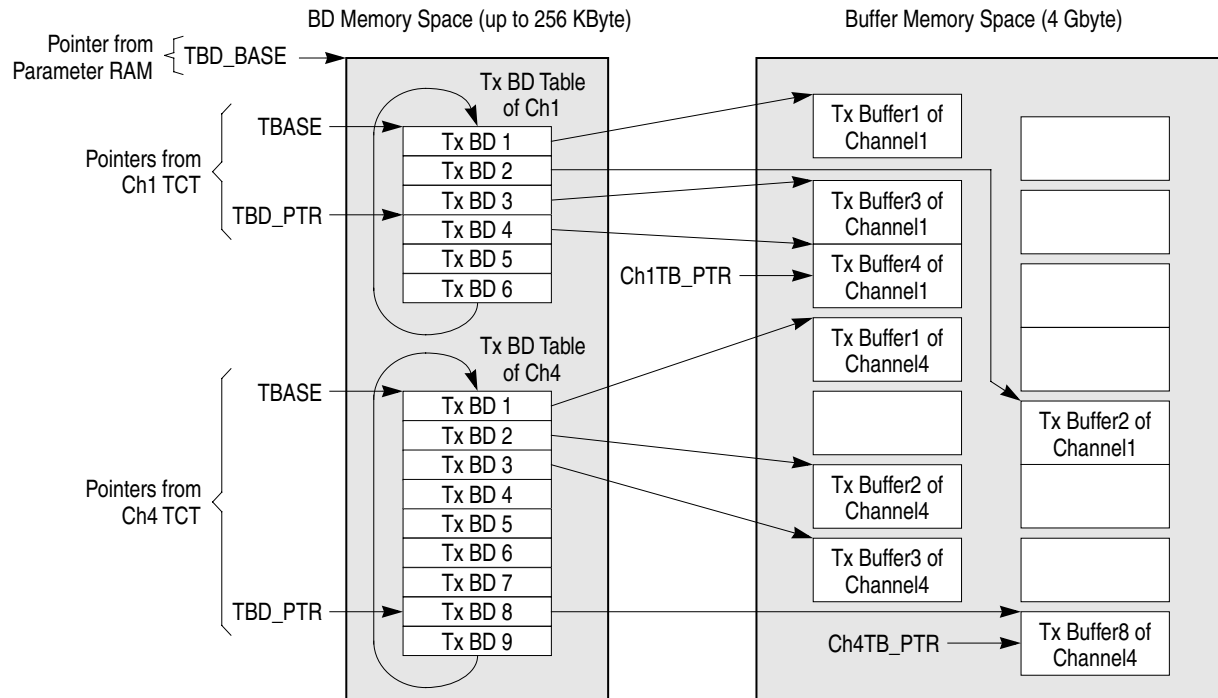 BD Memory Space (up to 256 KByte)
Buffer Memory Space (4 Gbyte)
Pointer from
Parameter RAM
TBD_BASE
Tx BD Table
of Ch1
TBASE
Pointers from
Ch1 TCT
TBD_PTR
Tx BD 1
Tx BD 2
Tx BD 3
Tx BD 4
Tx BD 5
Tx BD 6
Tx BD Table
of Ch4
TBASE
Pointers from
Ch4 TCT
TBD_PTR
Tx BD 1
Tx BD 2
Tx BD 3
Tx BD 4
Tx BD 5
Tx BD 6
Tx BD 7
Tx BD 8
Tx BD 9
Tx Buffer1 of
Channel1
Tx Buffer3 of
Channel1
Ch1TB_PTR
Tx Buffer4 of
Channel1
Tx Buffer1 of
Channel4
Tx Buffer2 of
Channel4
Tx Buffer3 of
Channel4
Tx Buffer2 of
Channel1
Ch4TB_PTR
Tx Buffer8 of
Channel4